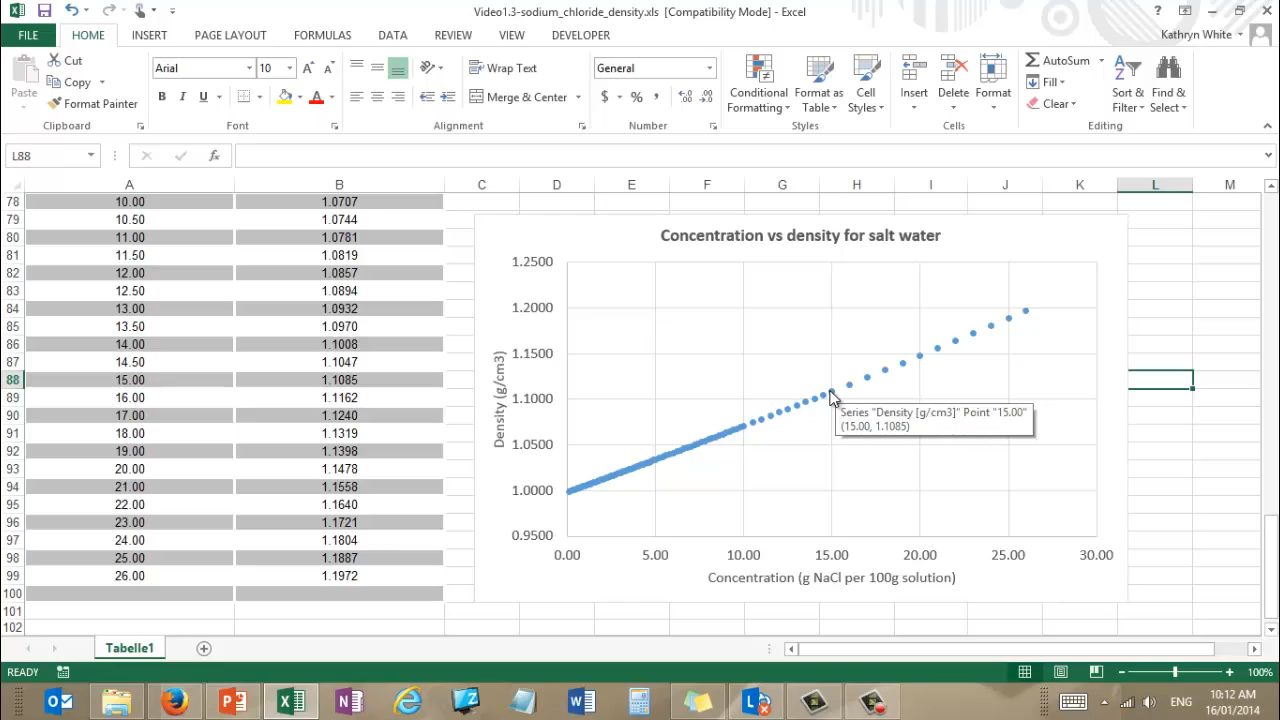 Video1.3-sodium_chloride_density.xls [Compatibility Mode] - Excel
FILE HOME INSERT PAGE LAYOUT FORMULAS DATA REVIEW VIEW DEVELOPER Kathryn White
Paste Cut
Copy
Format Painter
Clipboard
Arial 10
B I U A
Font
Wrap Text
Merge & Center
Alignment
General
$ % ,
Number
Conditional Formatting
Format as Table
Cell Styles
Styles
Insert Delete Format
Cells
AutoSum
Fill
Clear
Sort & Filter
Find & Select
Editing
L88 fx
A B C D E F G H I J K L M
78 10.00 1.0707
79 10.50 1.0744
80 11.00 1.0781
81 11.50 1.0819
82 12.00 1.0857
83 12.50 1.0894
84 13.00 1.0932
85 13.50 1.0970
86 14.00 1.1008
87 14.50 1.1047
88 15.00 1.1085
89 16.00 1.1162
90 17.00 1.1240
91 18.00 1.1319
92 19.00 1.1398
93 20.00 1.1478
94 21.00 1.1558
95 22.00 1.1640
96 23.00 1.1721
97 24.00 1.1804
98 25.00 1.1887
99 26.00 1.1972
100
101
102
Concentration vs density for salt water
1.2500
1.2000
1.1500
1.1000
1.0500
1.0000
0.9500
Density (g/cm3)
Series "Density [g/cm3]" Point "15.00"
(15.00, 1.1085)
0.00 5.00 10.00 15.00 20.00 25.00 30.00
Concentration (g NaCl per 100g solution)
Tabelle1
READY 100%
ENG 10:12 AM
16/01/2014